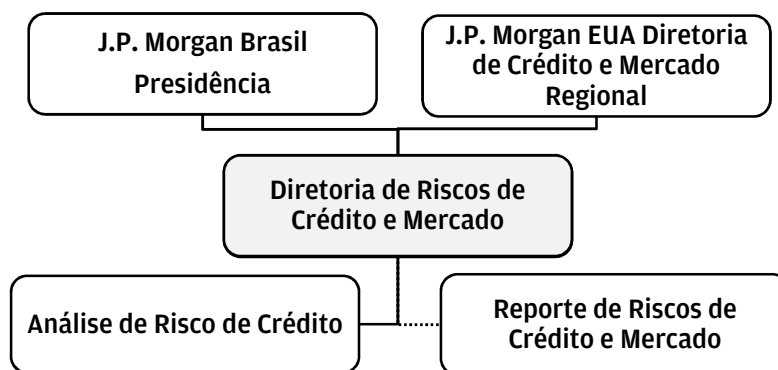 J.P. Morgan Brasil
Presidência
J.P. Morgan EUA Diretoria
de Crédito e Mercado
Regional
Diretoria de Riscos de
Crédito e Mercado
Análise de Risco de Crédito
Reporte de Riscos de
Crédito e Mercado